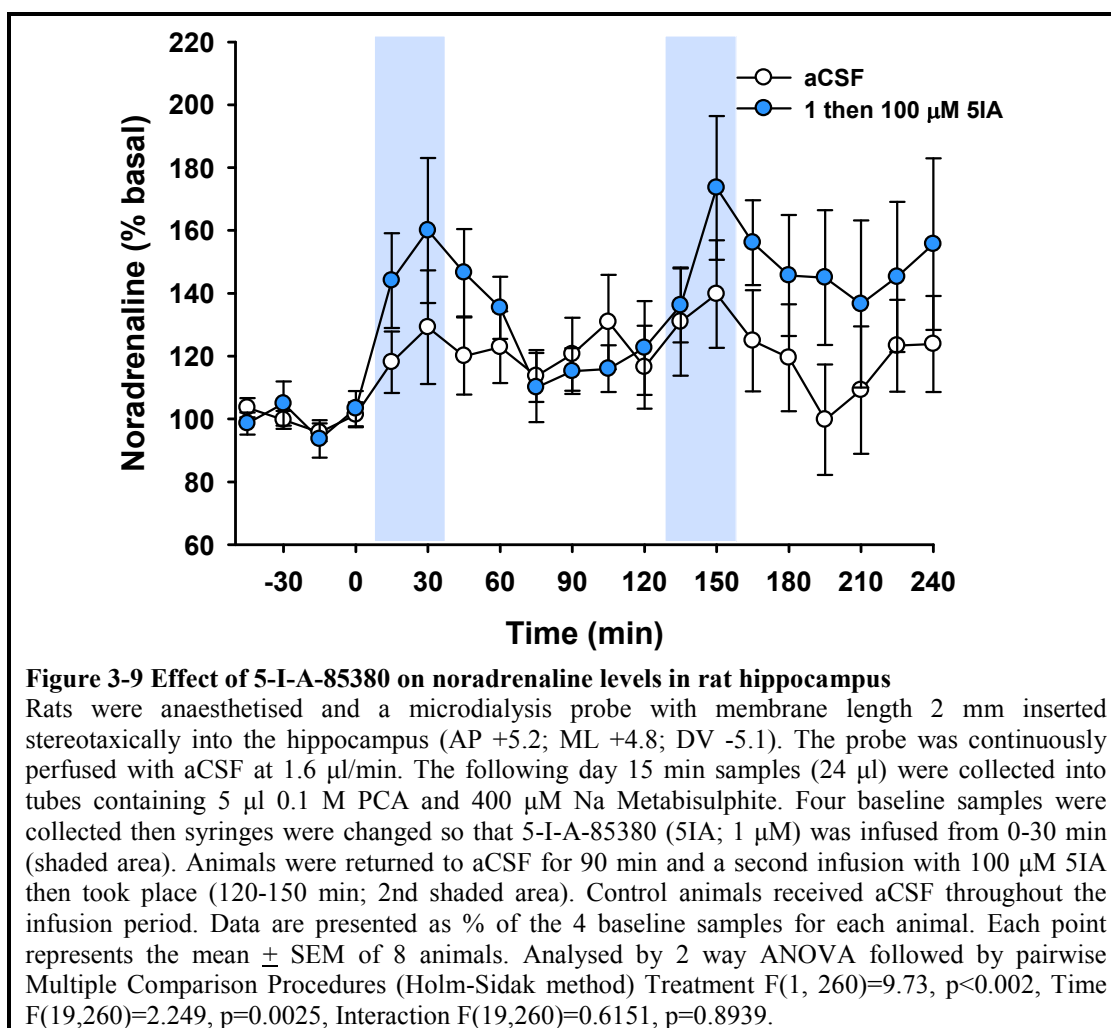 220
200
180
160
140
120
100
80
60
Noradrenaline (% basal)
aCSF
1 then 100 μM 5IA
-30 0 30 60 90 120 150 180 210 240
Time (min)
Figure 3-9 Effect of 5-I-A-85380 on noradrenaline levels in rat hippocampus
Rats were anaesthetised and a microdialysis probe with membrane length 2 mm inserted
stereotaxically into the hippocampus (AP +5.2; ML +4.8; DV -5.1). The probe was continuously
perfused with aCSF at 1.6 μl/min. The following day 15 min samples (24 μl) were collected into
tubes containing 5 μl 0.1 M PCA and 400 μM Na Metabisulphite. Four baseline samples were
collected then syringes were changed so that 5-I-A-85380 (5IA; 1 μM) was infused from 0-30 min
(shaded area). Animals were returned to aCSF for 90 min and a second infusion with 100 μM 5IA
then took place (120-150 min; 2nd shaded area). Control animals received aCSF throughout the
infusion period. Data are presented as % of the 4 baseline samples for each animal. Each point
represents the mean ± SEM of 8 animals. Analysed by 2 way ANOVA followed by pairwise
Multiple Comparison Procedures (Holm-Sidak method) Treatment F(1, 260)=9.73, p<0.002, Time
F(19,260)=2.249, p=0.0025, Interaction F(19,260)=0.6151, p=0.8939.